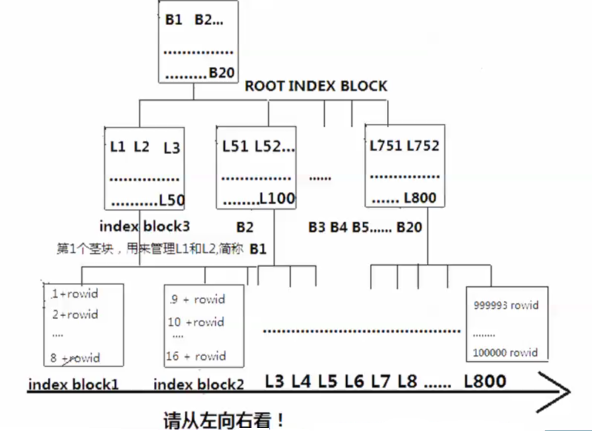 B1 B2...
...............
.........B20
ROOT INDEX BLOCK
L1 L2 L3
...............
.........L50
L51 L52...
...............
.........L100
......
L751 L752
...............
...... L800
index block3
B2
B3 B4 B5...... B20
第1个茎块，用来管理L1和L2,简称 B1
1+rowid
2+rowid
....
8 +rowid
9 + rowid
10 +rowid
....
16 + rowid
..........................................
999993 rowid
........
100000 rowid
index block1
index block2
L3 L4 L5 L6 L7 L8 ...... L800
请从左向右看！